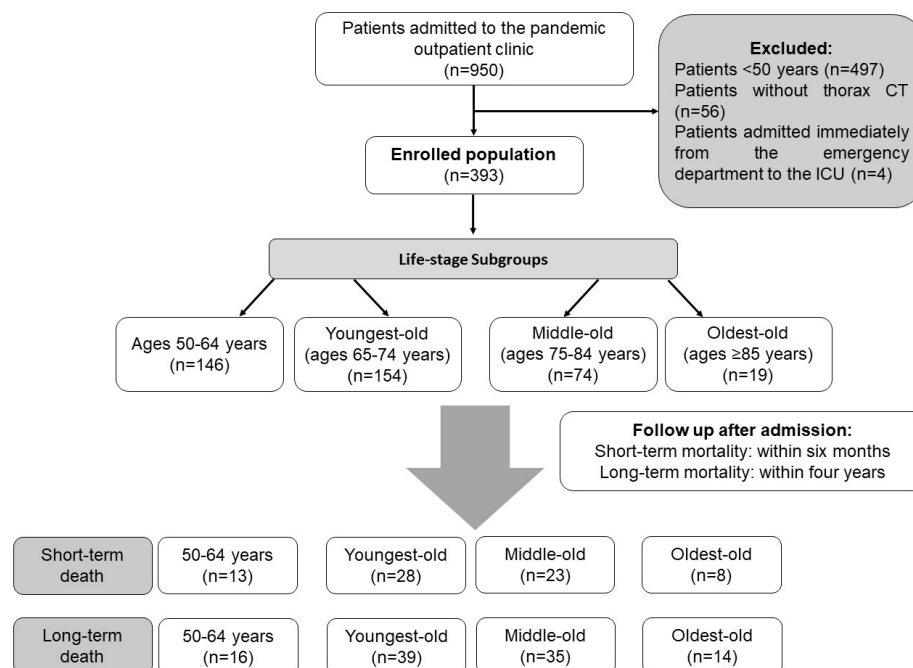 Patients admitted to the pandemic
outpatient clinic
(n=950)
Excluded:
Patients <50 years (n=497)
Patients without thorax CT
(n=56)
Patients admitted immediately
from the emergency
department to the ICU (n=4)
Enrolled population
(n=393)
Life-stage Subgroups
Ages 50-64 years
(n=146)
Youngest-old
(ages 65-74 years)
(n=154)
Middle-old
(ages 75-84 years)
(n=74)
Oldest-old
(ages ≥85 years)
(n=19)
Follow up after admission:
Short-term mortality: within six months
Long-term mortality: within four years
Short-term
death
50-64 years
(n=13)
Youngest-old
(n=28)
Middle-old
(n=23)
Oldest-old
(n=8)
Long-term
death
50-64 years
(n=16)
Youngest-old
(n=39)
Middle-old
(n=35)
Oldest-old
(n=14)